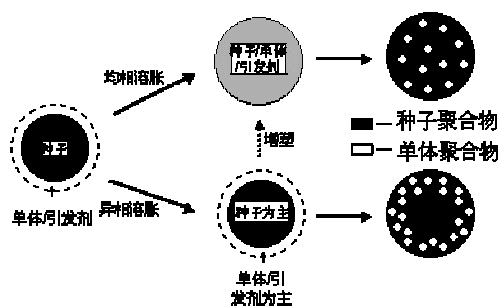 种子/单体
/引发剂
均相溶胀
种子
增塑
一种子聚合物
一单体聚合物
单体/引发剂
异相溶胀
种子为主
单体/引
发剂为主